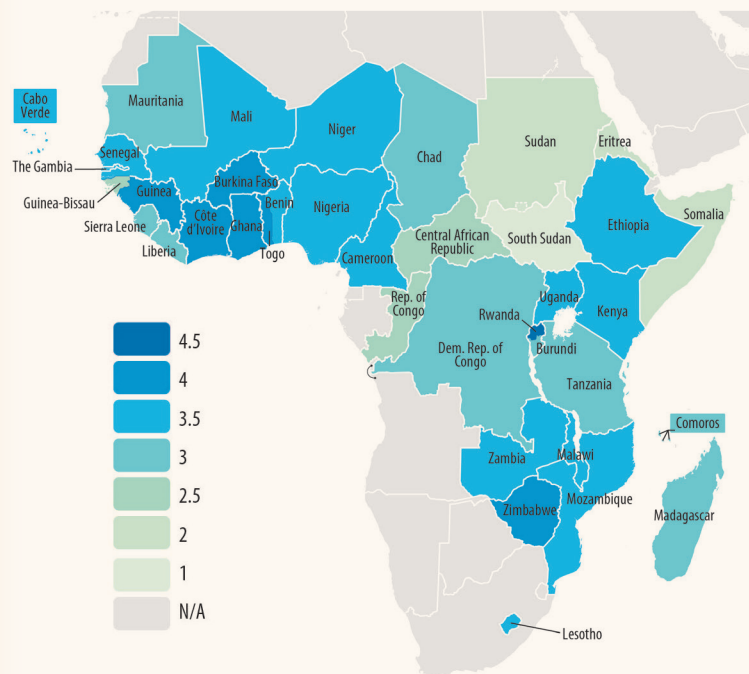 Cabo
Verde
Mauritania
Mali
Niger
Chad
Sudan
Eritrea
Senegal
The Gambia
Guinea-Bissau
Guinea
Burkina Faso
Benin
Nigeria
Ethiopia
Somalia
Sierra Leone
Côte
d'Ivoire
Ghana
Liberia
Togo
Cameroon
Central African
Republic
South Sudan
Rep. of
Congo
Uganda
Kenya
Rwanda
Dem. Rep. of
Congo
Burundi
Tanzania
Comoros
Zambia
Malawi
Mozambique
Zimbabwe
Madagascar
Lesotho
4.5
4
3.5
3
2.5
2
1
N/A